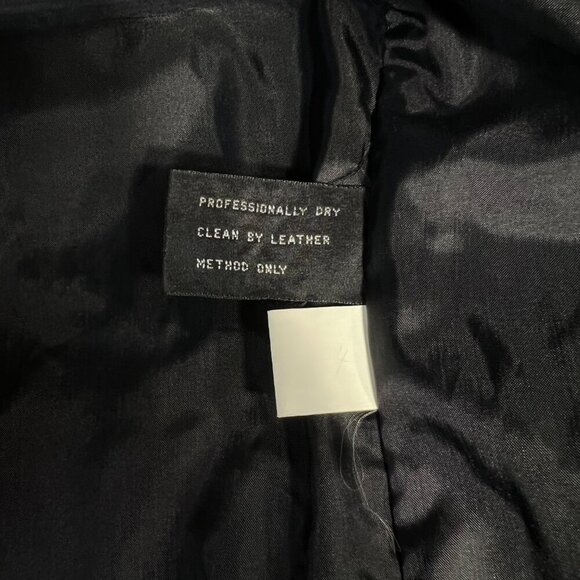 PROFESSIONALLY DRY
CLEAN BY LEATHER
METHOD ONLY